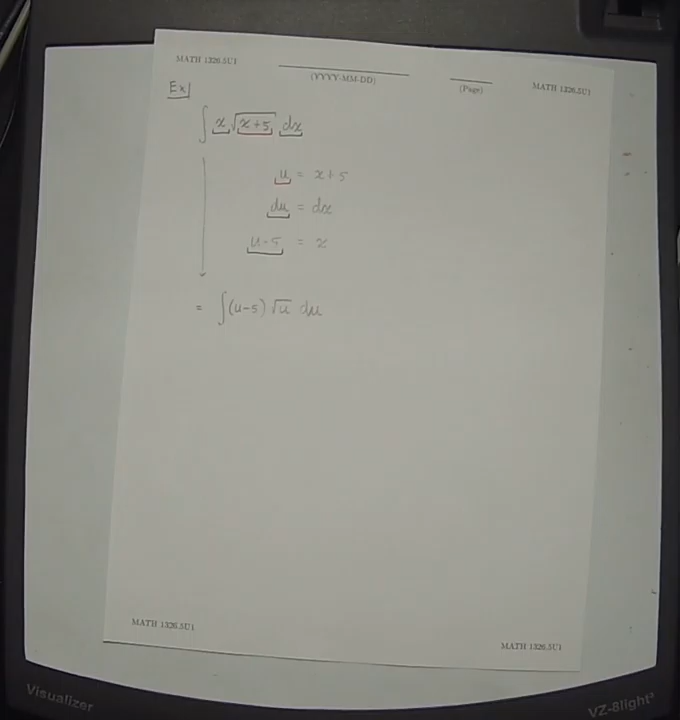 MATH 1326.5U1
(YYYY-MM-DD)
(Page)
MATH 1326.5U1
Ex|
∫ x √(x+5) dx
u = x+5
du = dx
u-5 = x
= ∫(u-5) √u du
MATH 1326.5U1
MATH 1326.5U1
Visualizer
VZ-8light³